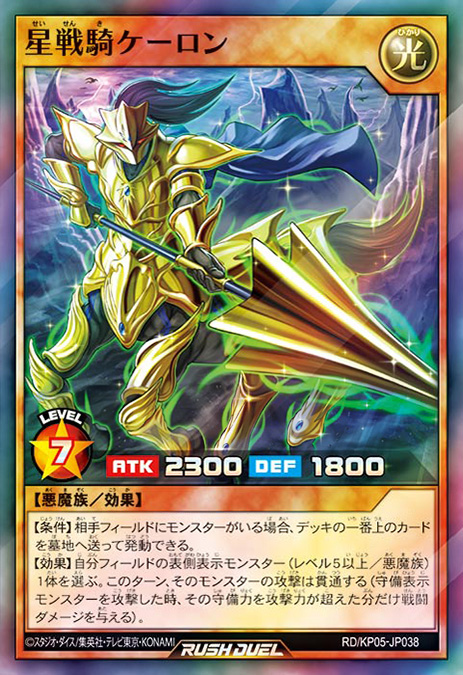 せいせんき
星戦騎ケーロン
ひかり
光
LEVEL
7
ATK 2300 DEF 1800
【悪魔族／効果】
【条件】相手フィールドにモンスターがいる場合、デッキの一番上のカード
を墓地へ送って発動できる。
【効果】自分フィールドの表側表示モンスター（レベル５以上／悪魔族）
１体を選ぶ。このターン、そのモンスターの攻撃は貫通する（守備表示
モンスターを攻撃した時、その守備力を攻撃力が超えた分だけ戦闘
ダメージを与える）。
©スタジオ・ダイス/集英社・テレビ東京・KONAMI
RUSH DUEL
RD/KP05-JP038